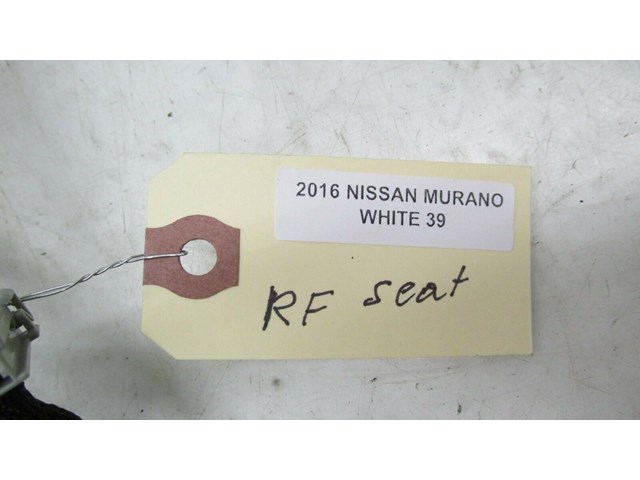 2016 NISSAN MURANO
WHITE 39
RF seat